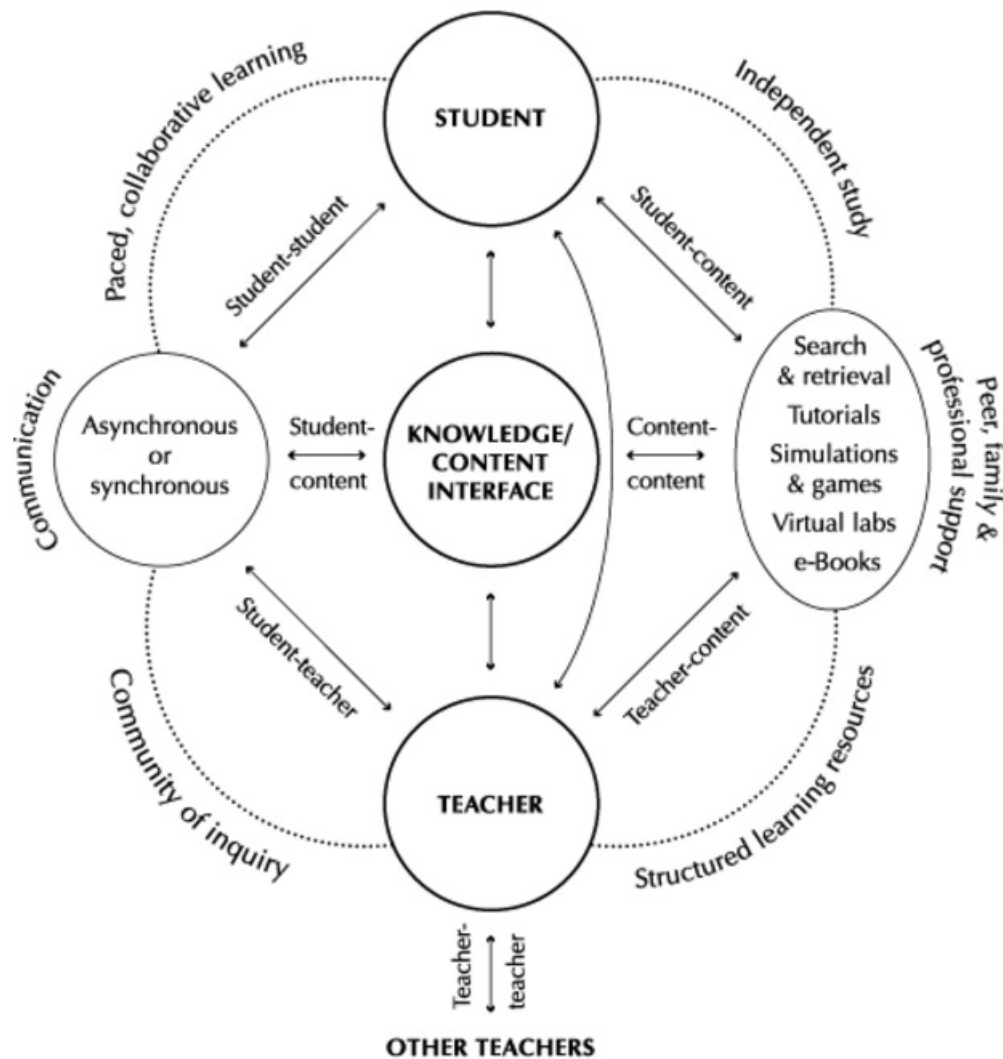 STUDENT
Paced, collaborative learning
Independent study
Student-student
Student-content
Communication
Asynchronous
or
synchronous
Student-
content
KNOWLEDGE/
CONTENT
INTERFACE
Content-
content
Search
& retrieval
Tutorials
Simulations
& games
Virtual labs
e-Books
Peer, family &
professional support
Student-teacher
Teacher-content
Community of inquiry
TEACHER
Structured learning resources
Teacher-
teacher
OTHER TEACHERS